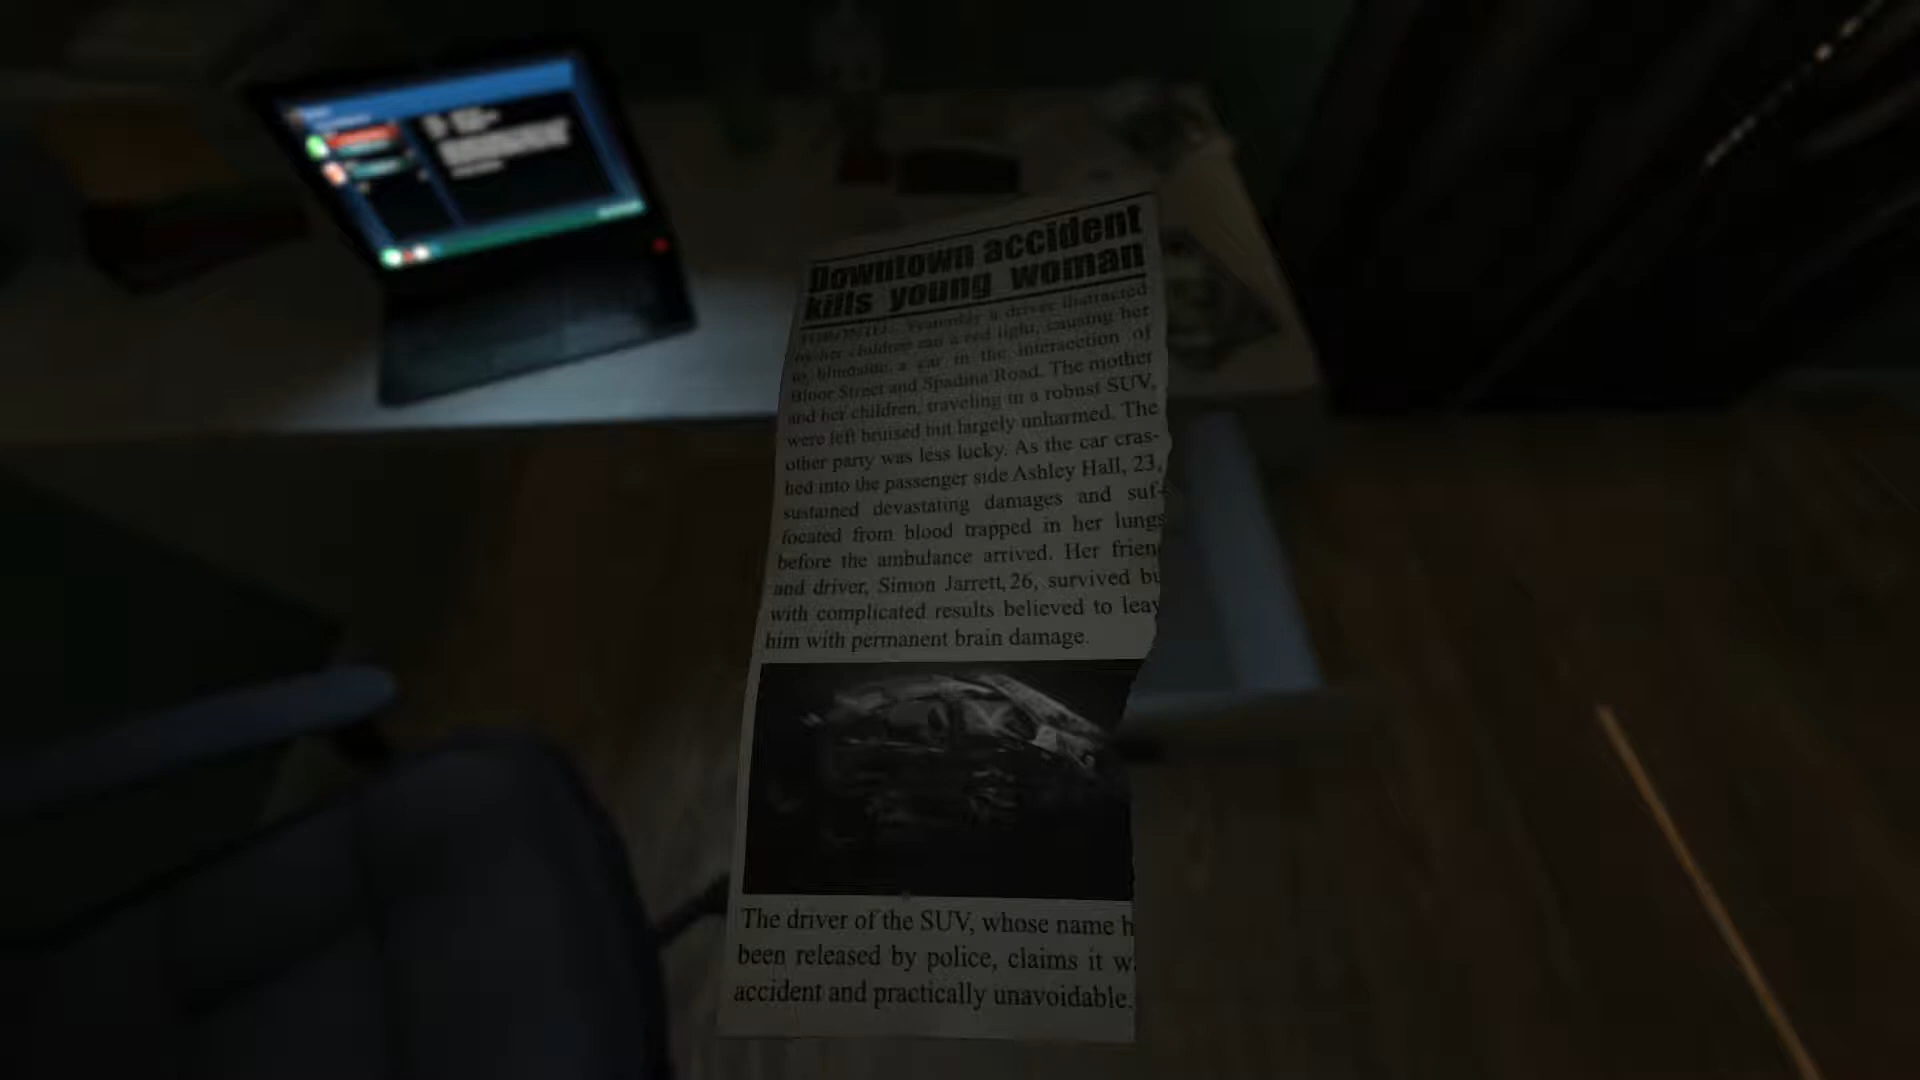 Downtown accident
kills young woman
Yesterday a driver distracted
by her children ran a red light, causing her
to blindside a car in the intersection of
Bloor Street and Spadina Road. The mother
and her children, traveling in a robust SUV,
were left bruised but largely unharmed. The
other party was less lucky. As the car cras-
hed into the passenger side Ashley Hall, 23,
sustained devastating damages and suf-
focated from blood trapped in her lungs
before the ambulance arrived. Her frien
and driver, Simon Jarrett, 26, survived bu
with complicated results believed to leav
him with permanent brain damage.
The driver of the SUV, whose name h
been released by police, claims it w
accident and practically unavoidable.